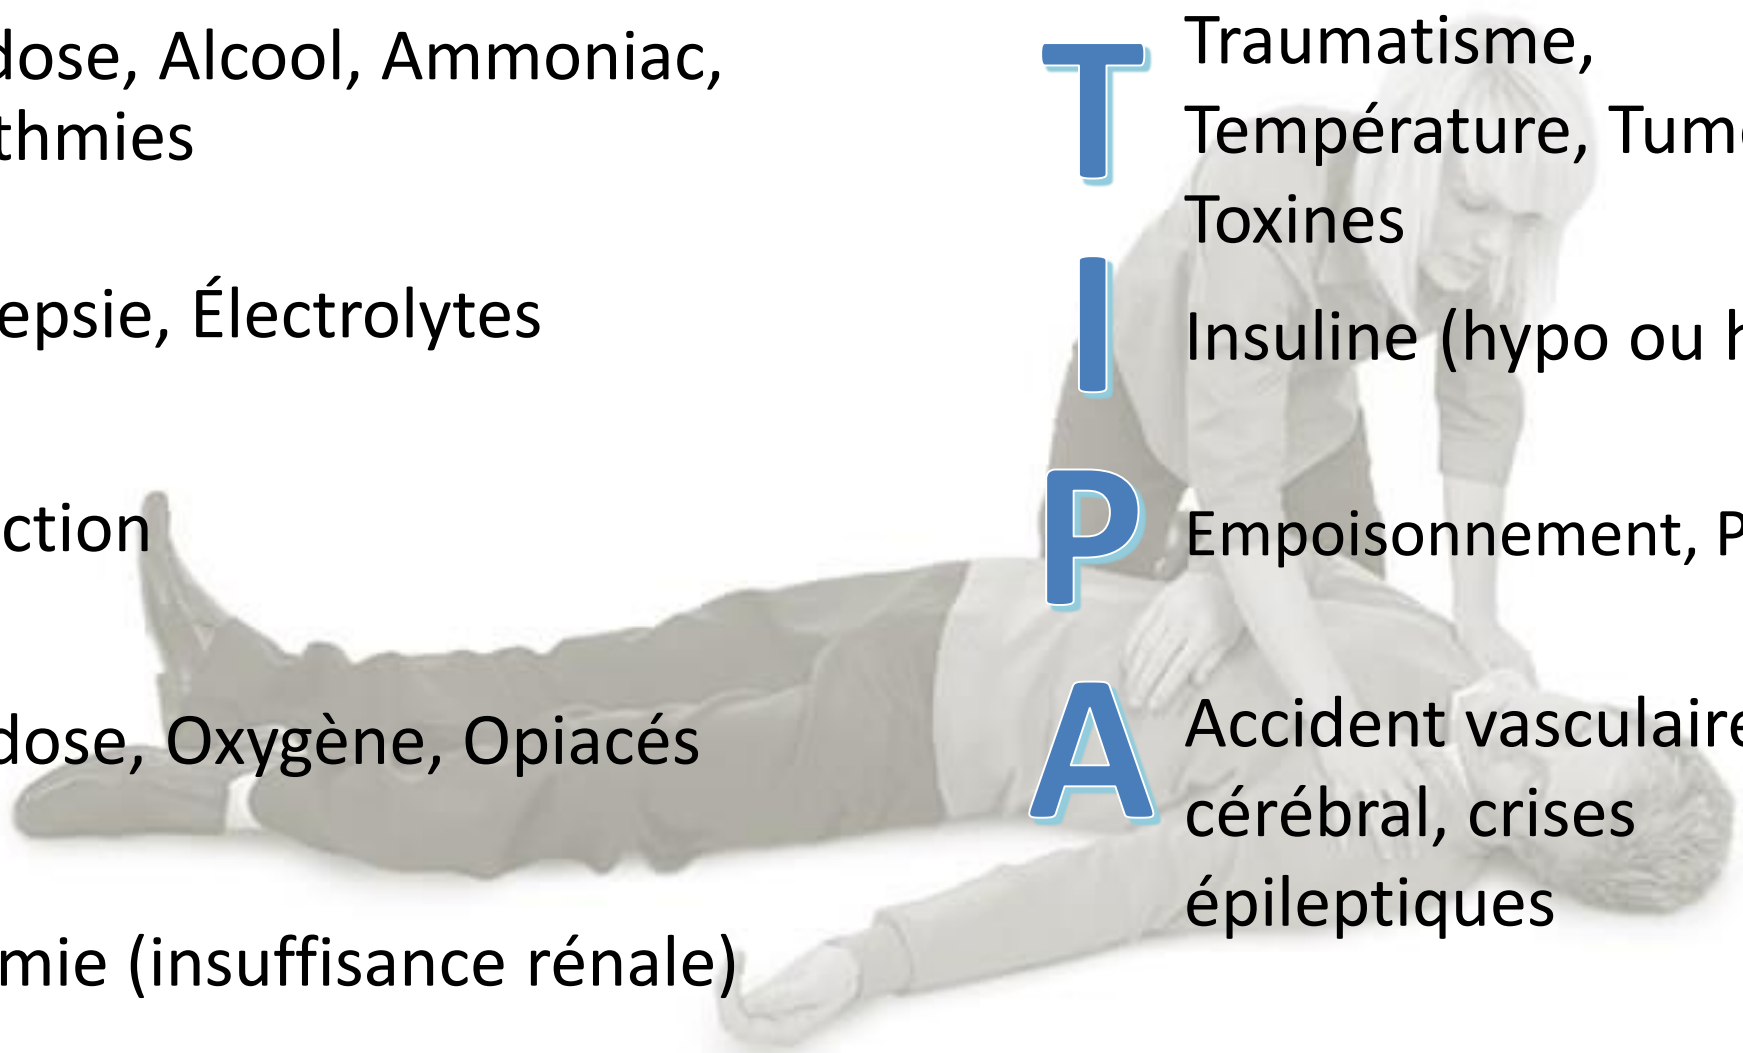 dose, Alcool, Ammoniac,
thmies
epsie, Électrolytes
ction
dose, Oxygène, Opiacés
mie (insuffisance rénale)
T
Traumatisme,
Température, Tum
Toxines
I
Insuline (hypo ou h
P
Empoisonnement, P
A
Accident vasculaire
cérébral, crises
épileptiques